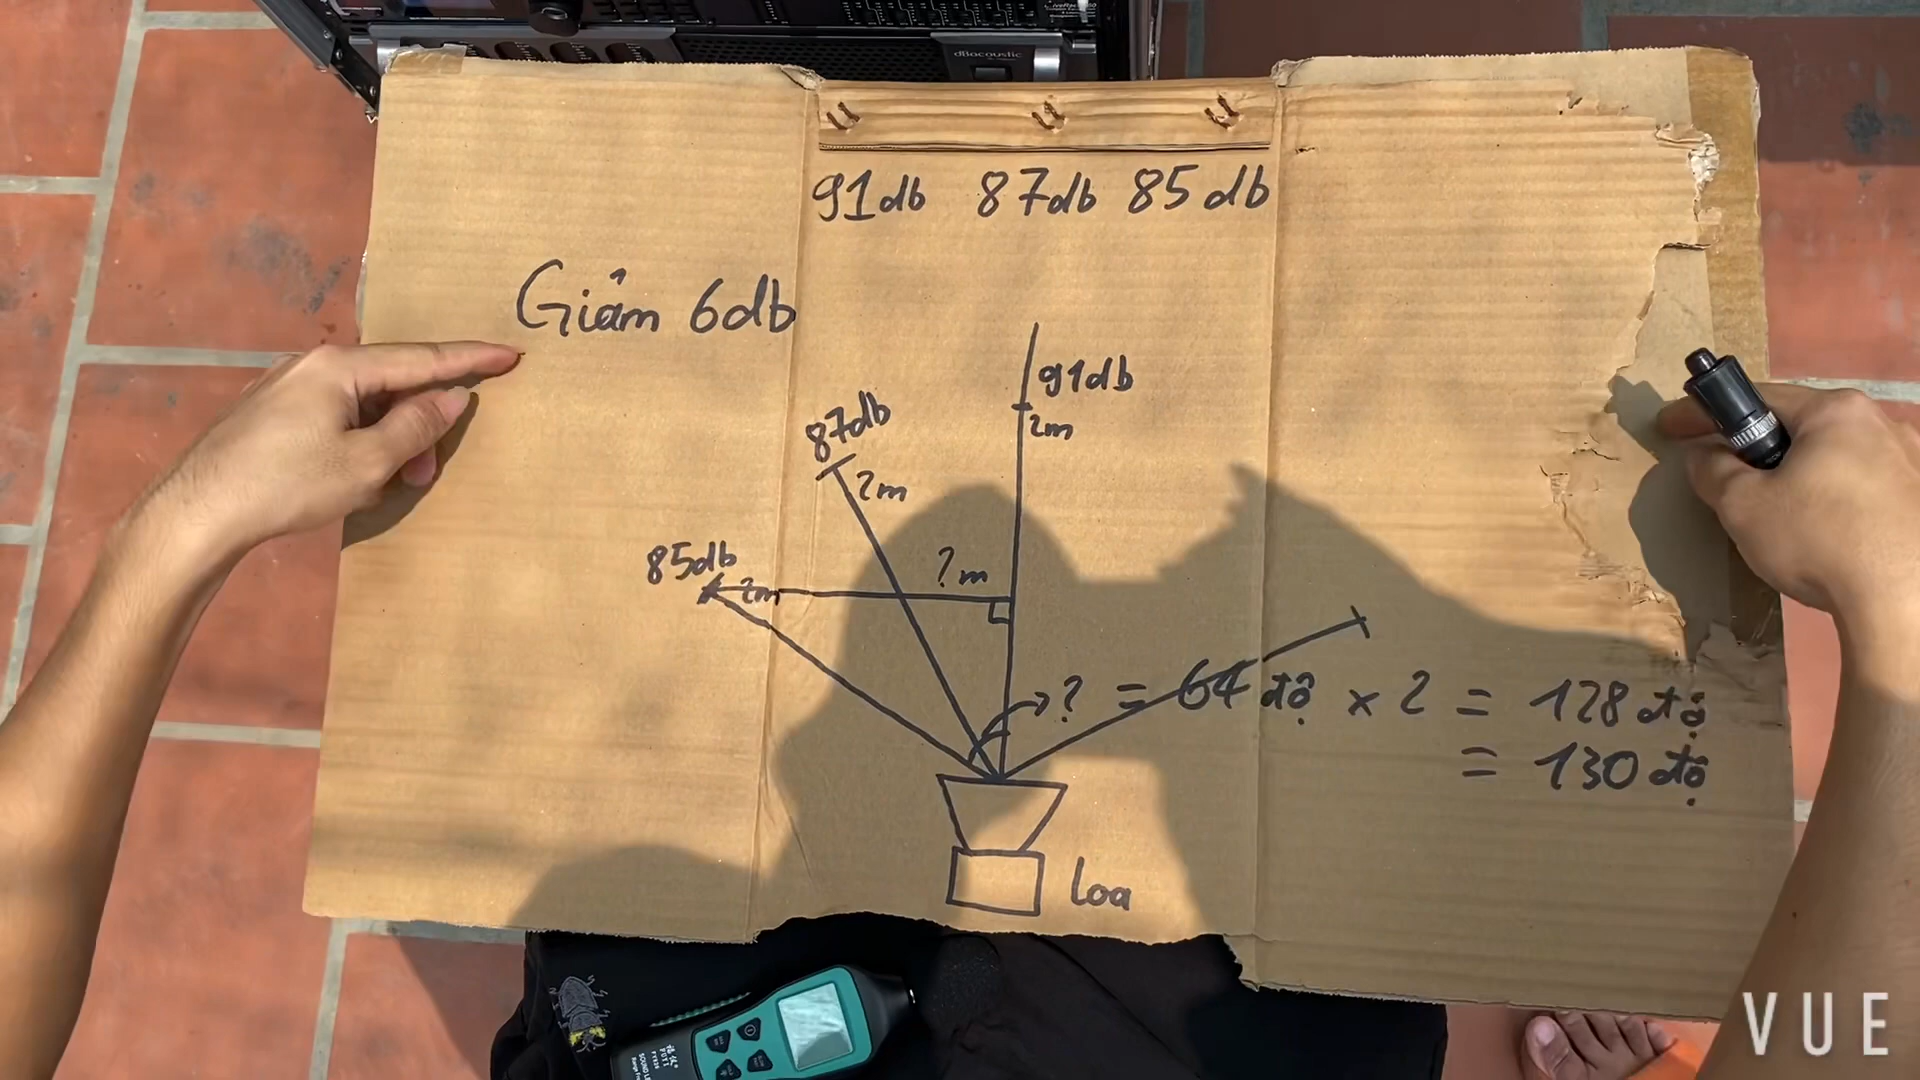 dBacoustic
91db 87db 85db
Giảm 6db
91db
2m
87db
2m
85db
2m
?m
? = 64 độ x 2 = 128 độ
= 130 độ
Loa
VUE